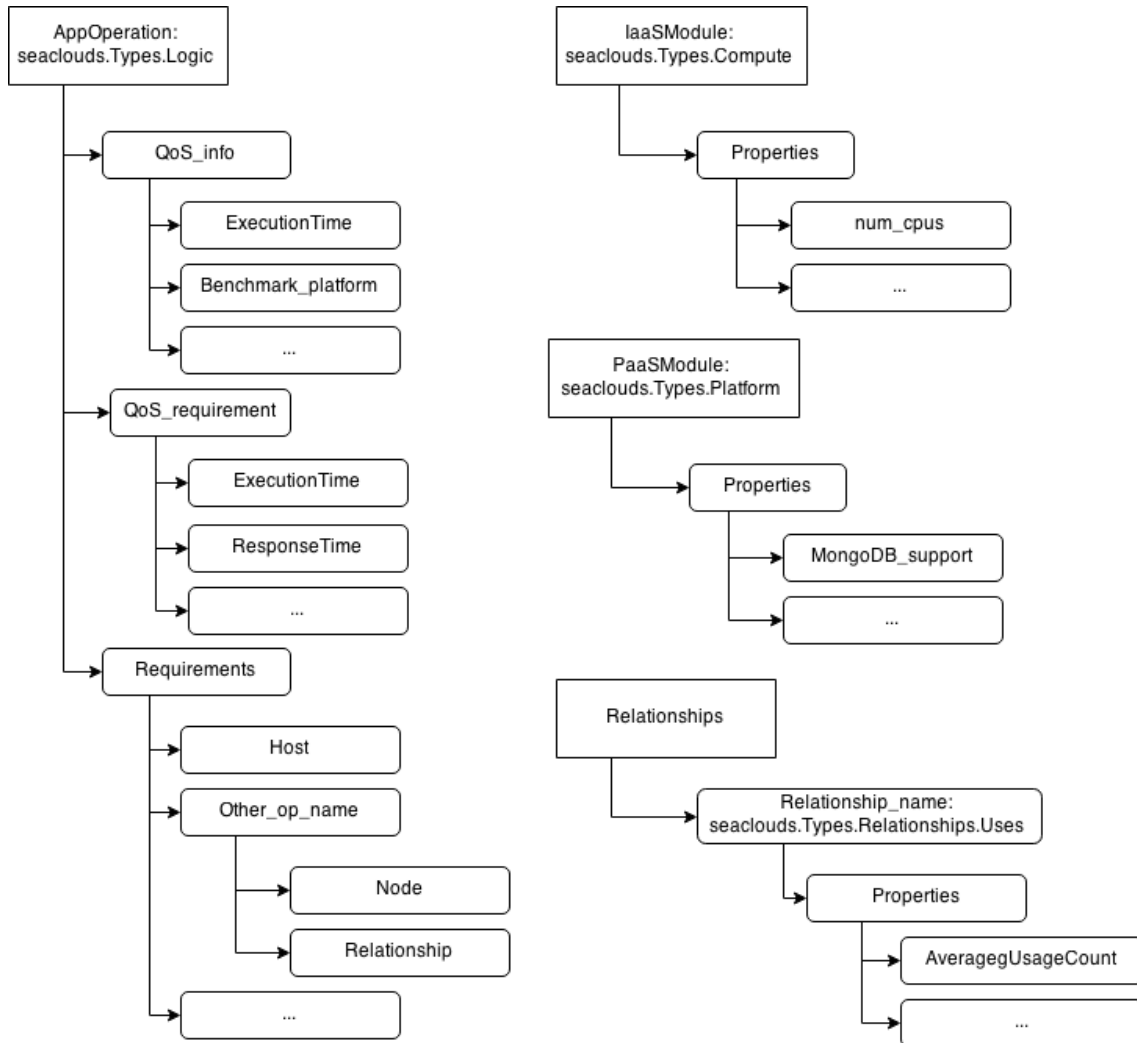 AppOperation:
seaclouds.Types.Logic
QoS_info
ExecutionTime
Benchmark_platform
...
QoS_requirement
ExecutionTime
ResponseTime
...
Requirements
Host
Other_op_name
Node
Relationship
...
IaaSModule:
seaclouds.Types.Compute
Properties
num_cpus
...
PaaSModule:
seaclouds.Types.Platform
Properties
MongoDB_support
...
Relationships
Relationship_name:
seaclouds.Types.Relationships.Uses
Properties
AveragegUsageCount
...